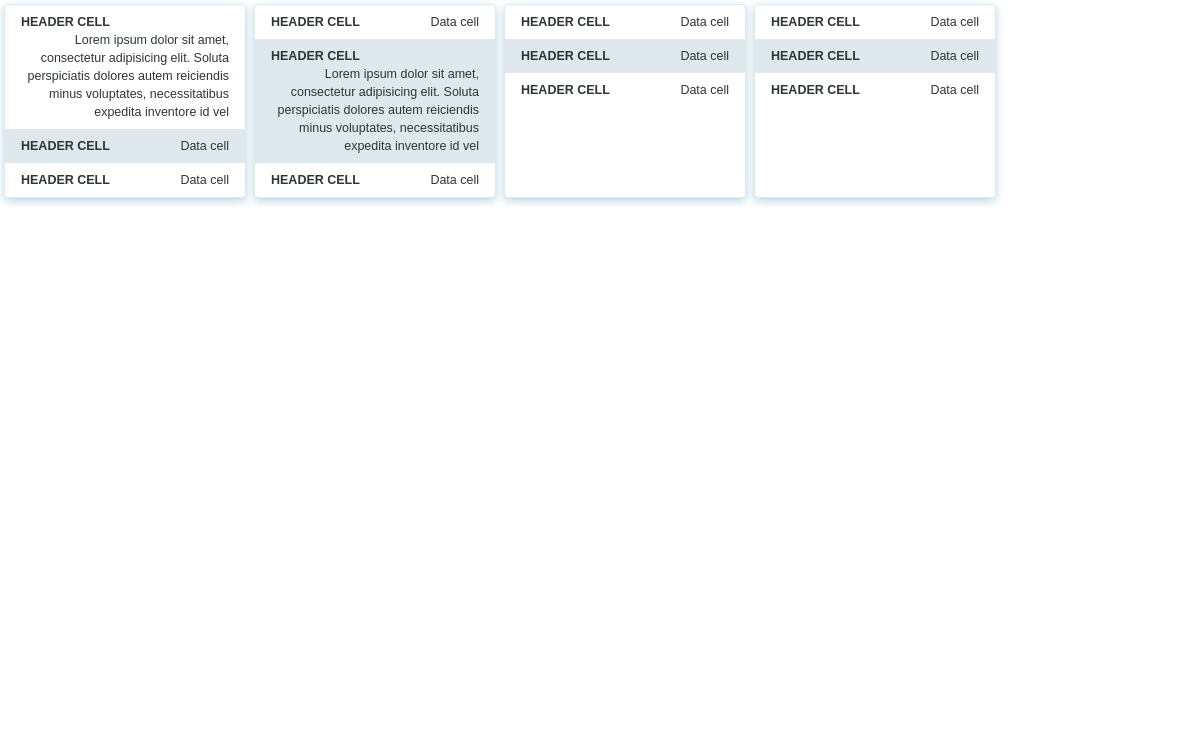 HEADER CELL
Lorem ipsum dolor sit amet,
consectetur adipisicing elit. Soluta
perspiciatis dolores autem reiciendis
minus voluptates, necessitatibus
expedita inventore id vel
HEADER CELL Data cell
HEADER CELL Data cell
HEADER CELL Data cell
HEADER CELL
Lorem ipsum dolor sit amet,
consectetur adipisicing elit. Soluta
perspiciatis dolores autem reiciendis
minus voluptates, necessitatibus
expedita inventore id vel
HEADER CELL Data cell
HEADER CELL Data cell
HEADER CELL Data cell
HEADER CELL Data cell
HEADER CELL Data cell
HEADER CELL Data cell
HEADER CELL Data cell